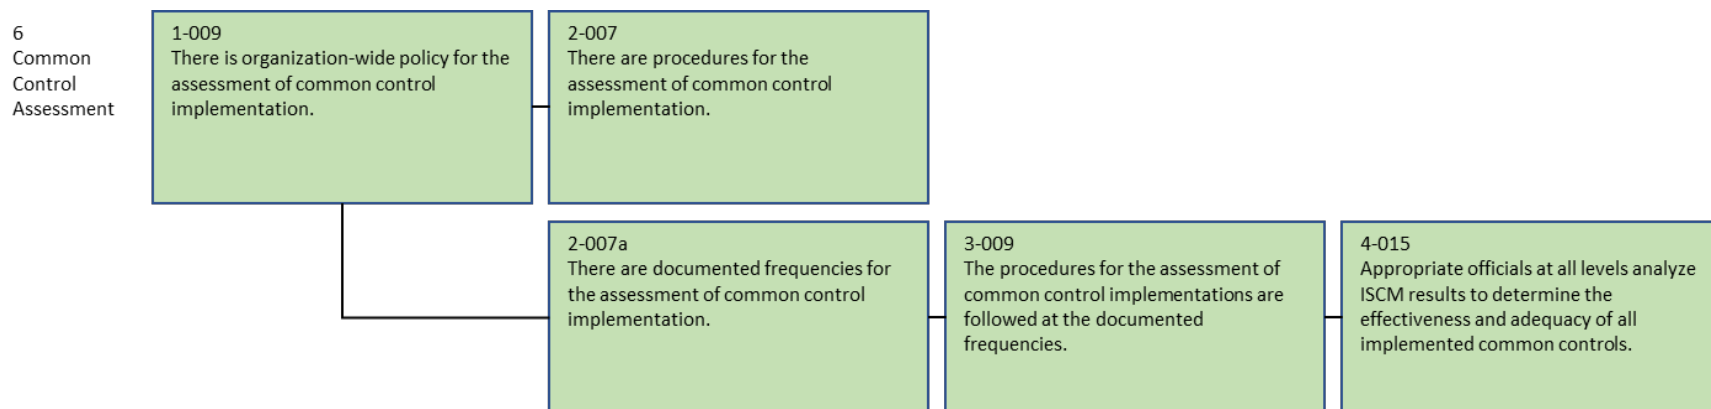 6
Common
Control
Assessment
1-009
There is organization-wide policy for the
assessment of common control
implementation.
2-007
There are procedures for the
assessment of common control
implementation.
2-007a
There are documented frequencies for
the assessment of common control
implementation.
3-009
The procedures for the assessment of
common control implementations are
followed at the documented
frequencies.
4-015
Appropriate officials at all levels analyze
ISCM results to determine the
effectiveness and adequacy of all
implemented common controls.